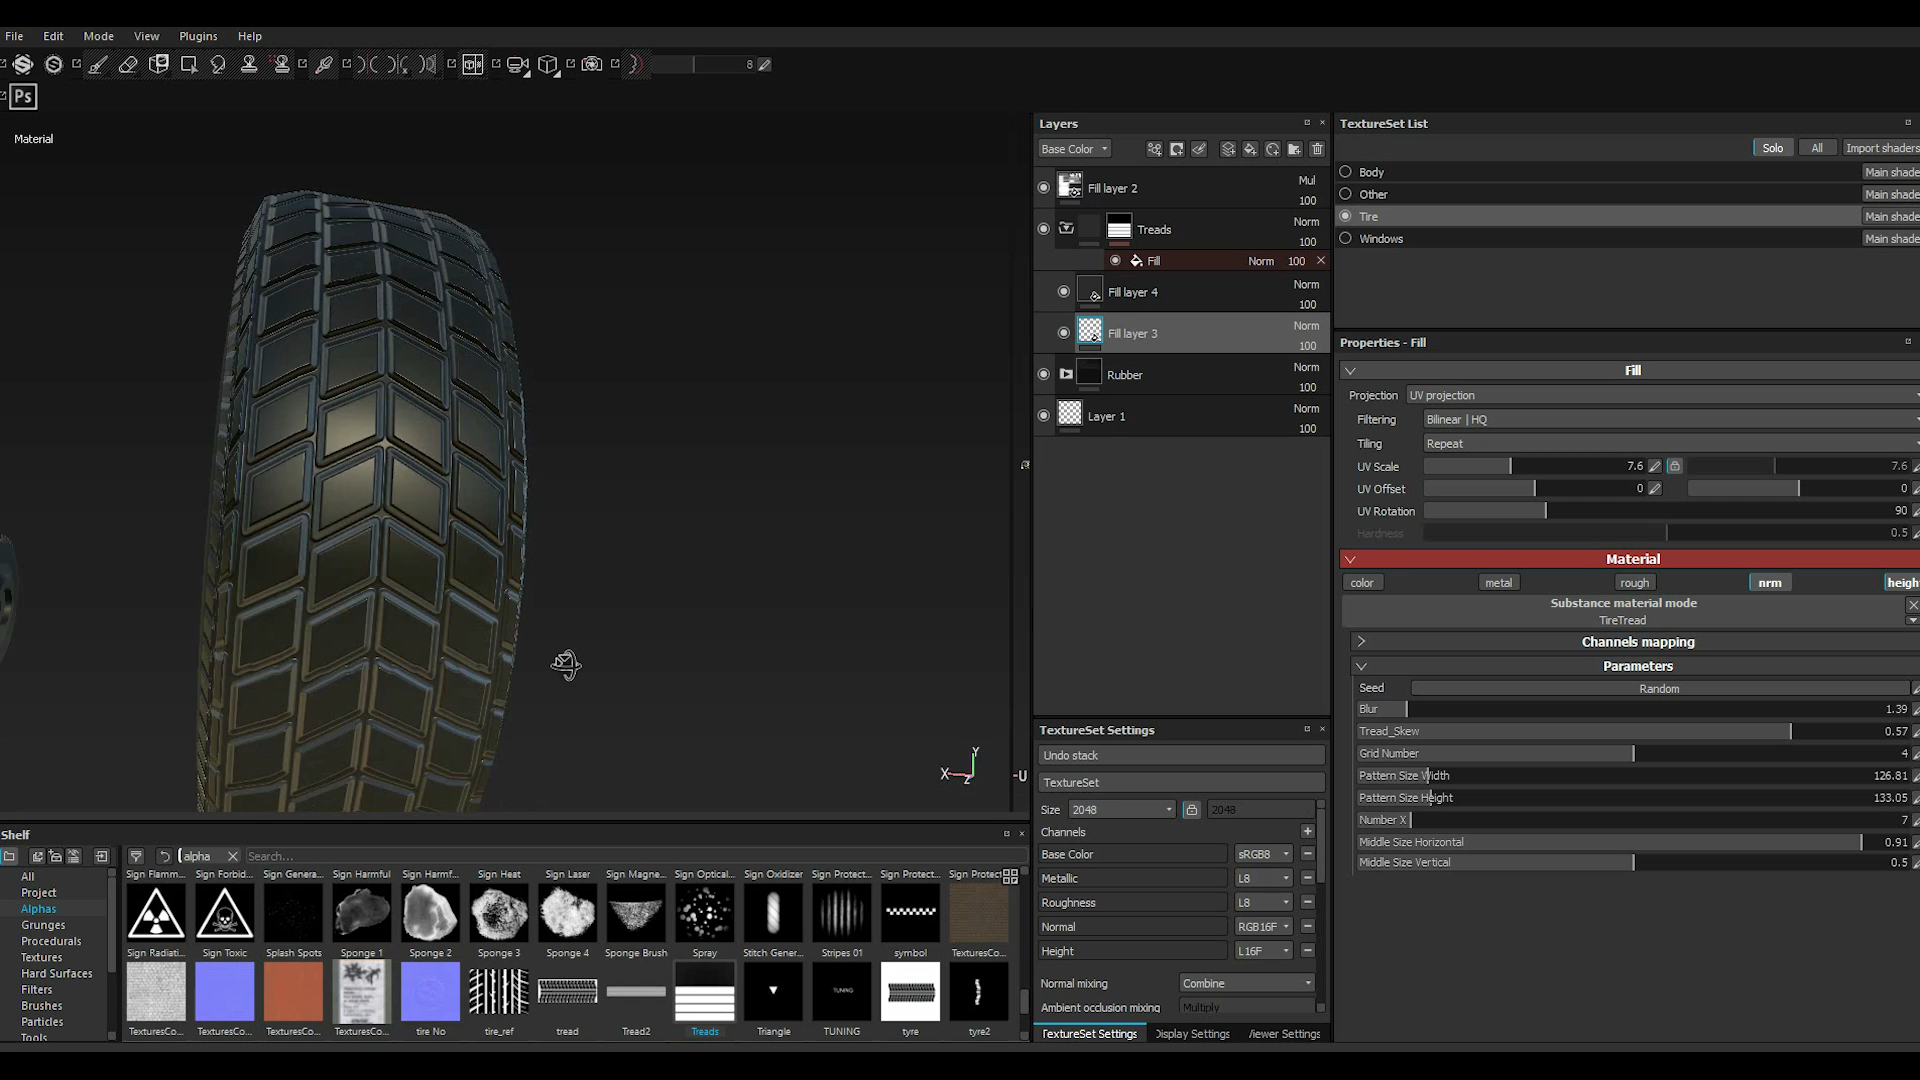 File Edit Mode View Plugins Help
8
Ps
Material
Layers
Base Color
Fill layer 2 Mul
100
Treads Norm
100
Fill Norm 100
Fill layer 4 Norm
100
Fill layer 3 Norm
100
Rubber Norm
100
Layer 1 Norm
100
X Y Z
U
TextureSet List
Solo All Import shaders
Body Main shade
Other Main shade
Tire Main shade
Windows Main shade
Properties - Fill
Fill
Projection UV projection
Filtering Bilinear | HQ
Tiling Repeat
UV Scale 7.6 7.6
UV Offset 0 0
UV Rotation 90
Hardness 0.5
Material
color metal rough nrm heigh
Substance material mode
TireTread
Channels mapping
Parameters
Seed Random
Blur 1.39
Tread_Skew 0.57
Grid Number 4
Pattern Size Width 126.81
Pattern Size Height 133.05
Number X 7
Middle Size Horizontal 0.91
Middle Size Vertical 0.5
TextureSet Settings
Undo stack
TextureSet
Size 2048 2048
Channels
Base Color sRGB8
Metallic L8
Roughness L8
Normal RGB16F
Height L16F
Normal mixing Combine
Ambient occlusion mixing Multiply
TextureSet Settings Display Settings Viewer Settings
Shelf
alpha Search...
All
Project
Alphas
Grunges
Procedurals
Textures
Hard Surfaces
Filters
Brushes
Particles
Tools
Sign Flamm... Sign Forbid... Sign Genera... Sign Harmful Sign Harmf... Sign Heat Sign Laser Sign Magne... Sign Optical... Sign Oxidizer Sign Protect... Sign Protec... Sign Protect
Sign Radiati... Sign Toxic Splash Spots Sponge 1 Sponge 2 Sponge 3 Sponge 4 Sponge Brush Spray Stitch Gener... Stripes 01 symbol TexturesCo...
TUNING
TexturesCo... TexturesCo... TexturesCo... TexturesCo... tire No tire_ref tread Tread2 Treads Triangle TUNING tyre tyre2